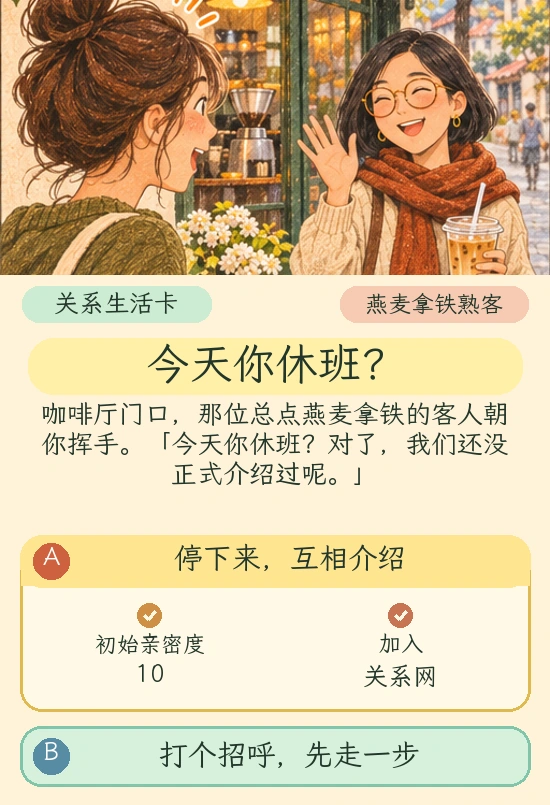 关系生活卡
燕麦拿铁熟客
今天你休班？
咖啡厅门口，那位总点燕麦拿铁的客人朝
你挥手。「今天你休班？对了，我们还没
正式介绍过呢。」
A
停下来，互相介绍
初始亲密度
10
加入
关系网
B
打个招呼，先走一步